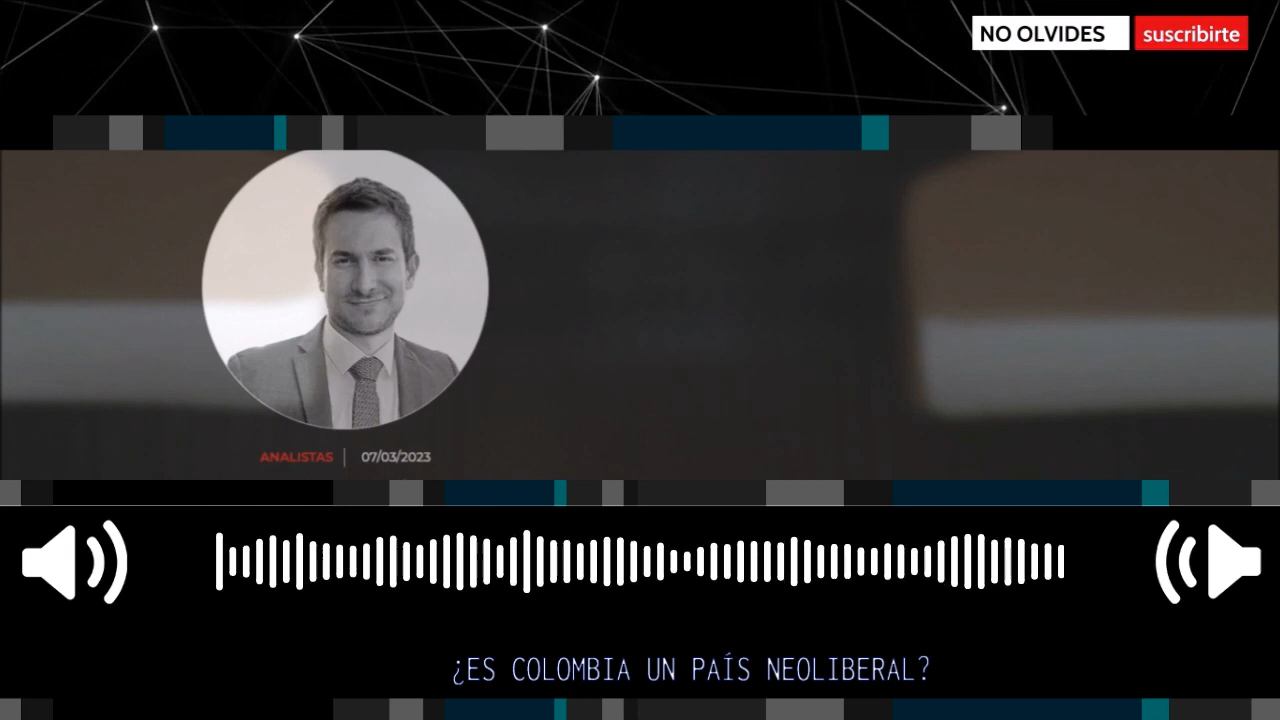 NO OLVIDES suscribirte
ANALISTAS | 07/03/2023
¿ES COLOMBIA UN PAÍS NEOLIBERAL?